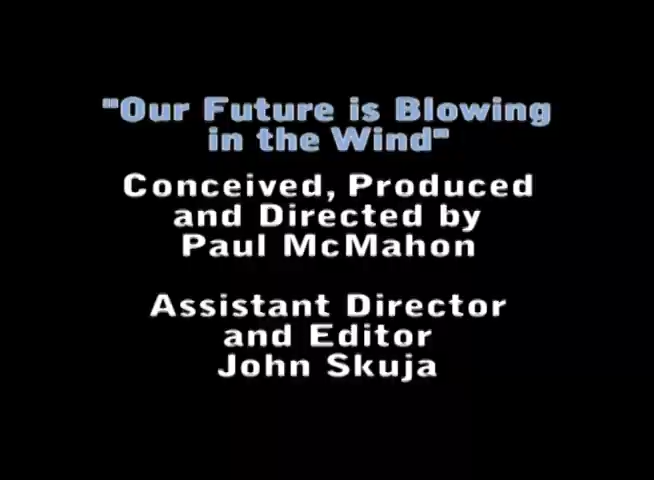 "Our Future is Blowing
in the Wind"
Conceived, Produced
and Directed by
Paul McMahon
Assistant Director
and Editor
John Skuja